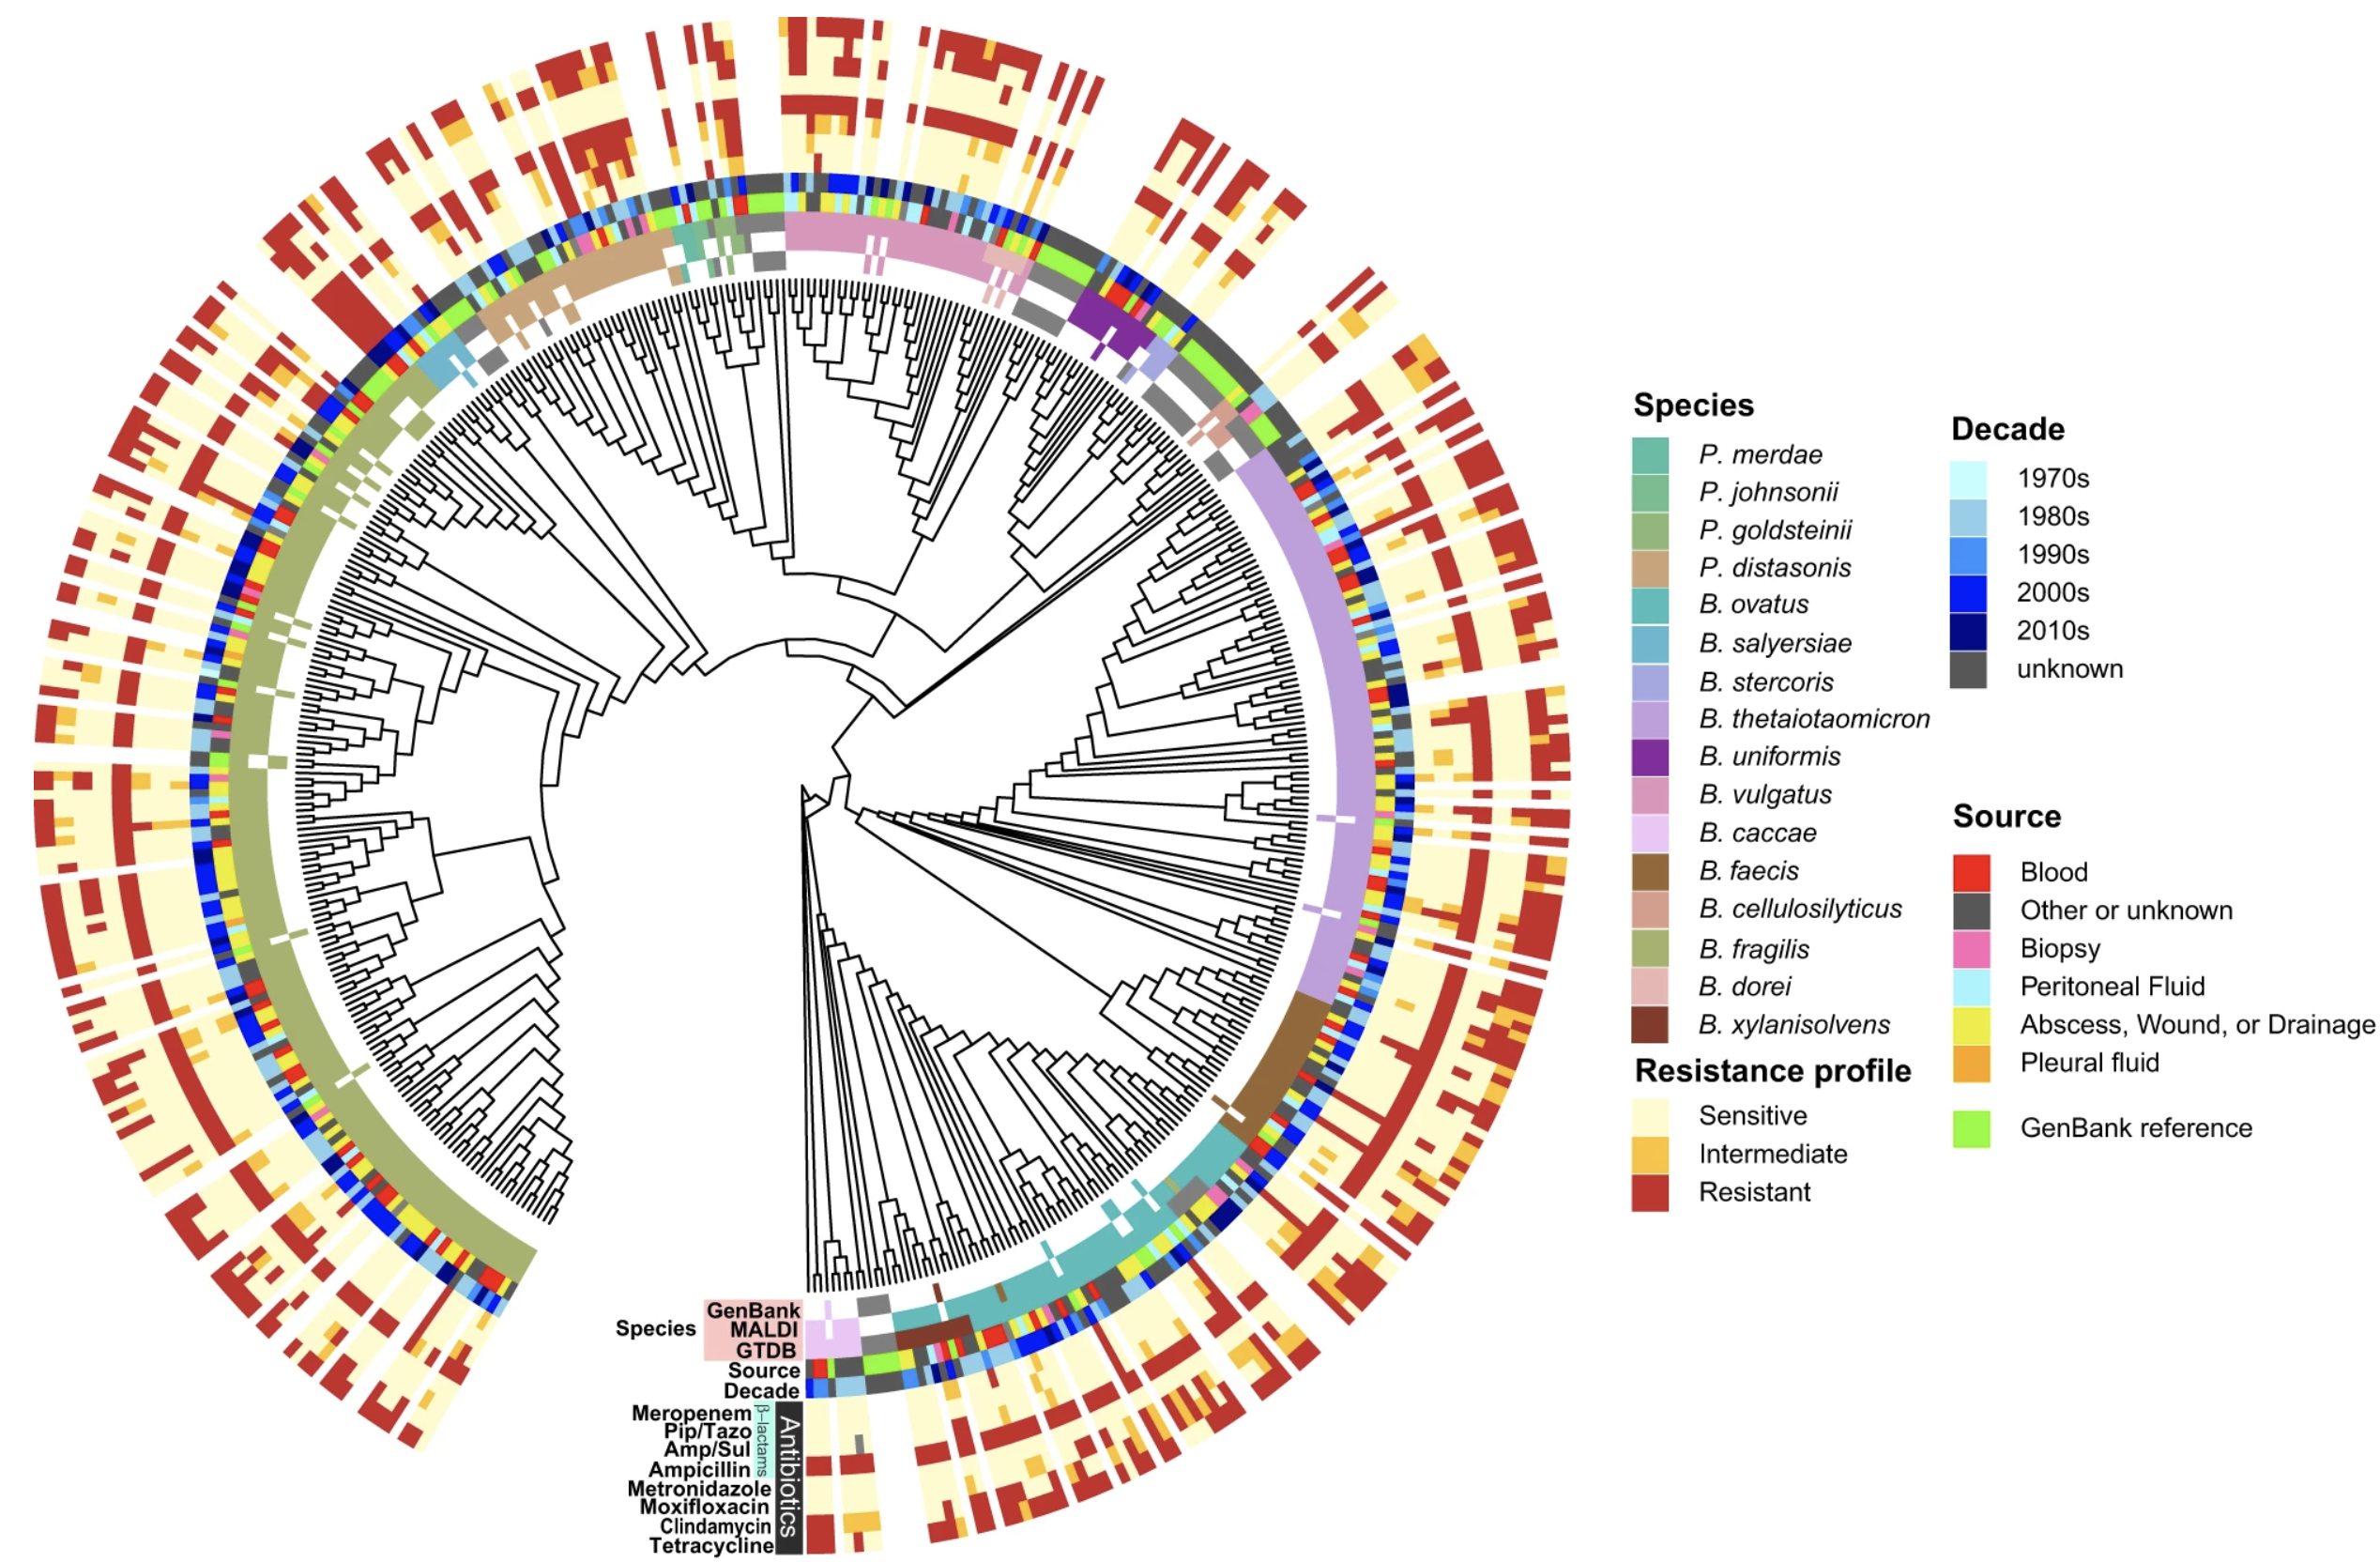 Species
P. merdae
P. johnsonii
P. goldsteinii
P. distasonis
B. ovatus
B. salyersiae
B. stercoris
B. thetaiotaomicron
B. uniformis
B. vulgatus
B. caccae
B. faecis
B. cellulosilyticus
B. fragilis
B. dorei
B. xylanisolvens
Resistance profile
Sensitive
Intermediate
Resistant
Decade
1970s
1980s
1990s
2000s
2010s
unknown
Source
Blood
Other or unknown
Biopsy
Peritoneal Fluid
Abscess, Wound, or Drainage
Pleural fluid
GenBank reference
Species
GenBank
MALDI
GTDB
Source
Decade
Meropenem
Pip/Tazo
Amp/Sul
Ampicillin
Metronidazole
Moxifloxacin
Clindamycin
Tetracycline
β-lactams
Antibiotics